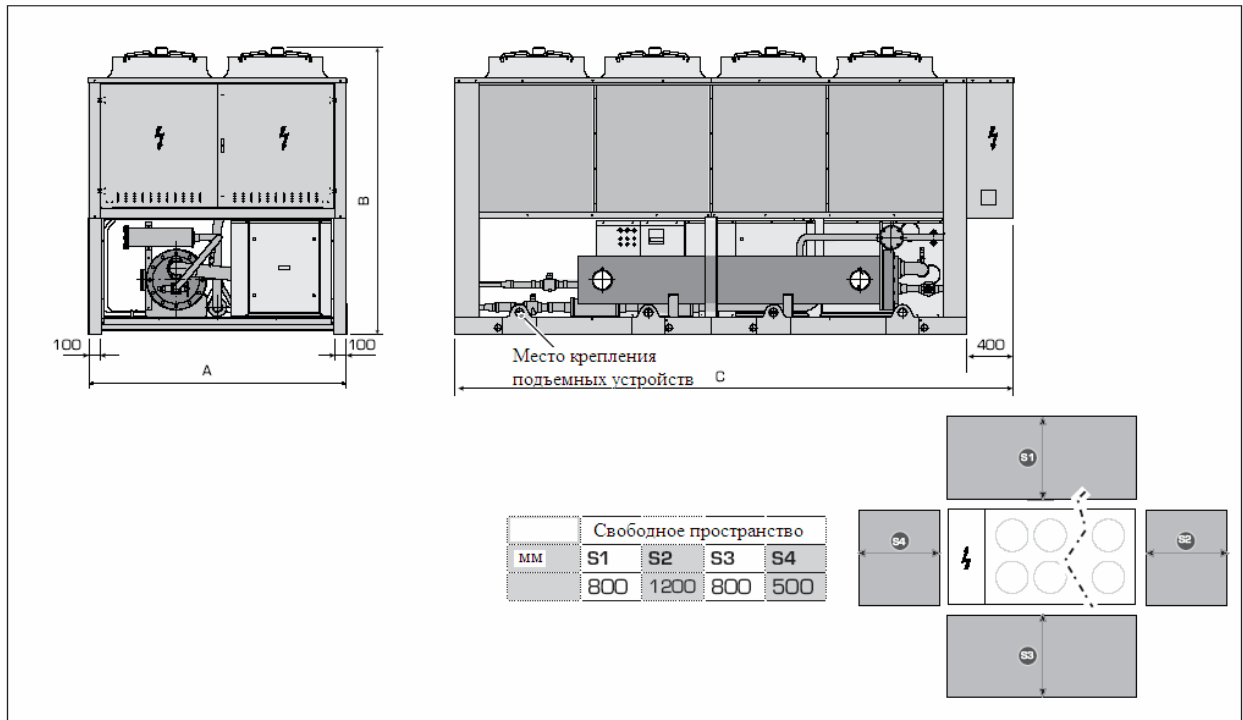 B
100
100
A
400
Место крепления
подъемных устройств
C
S1
S4
S2
S3
Свободное пространство
мм S1 S2 S3 S4
800 1200 800 500